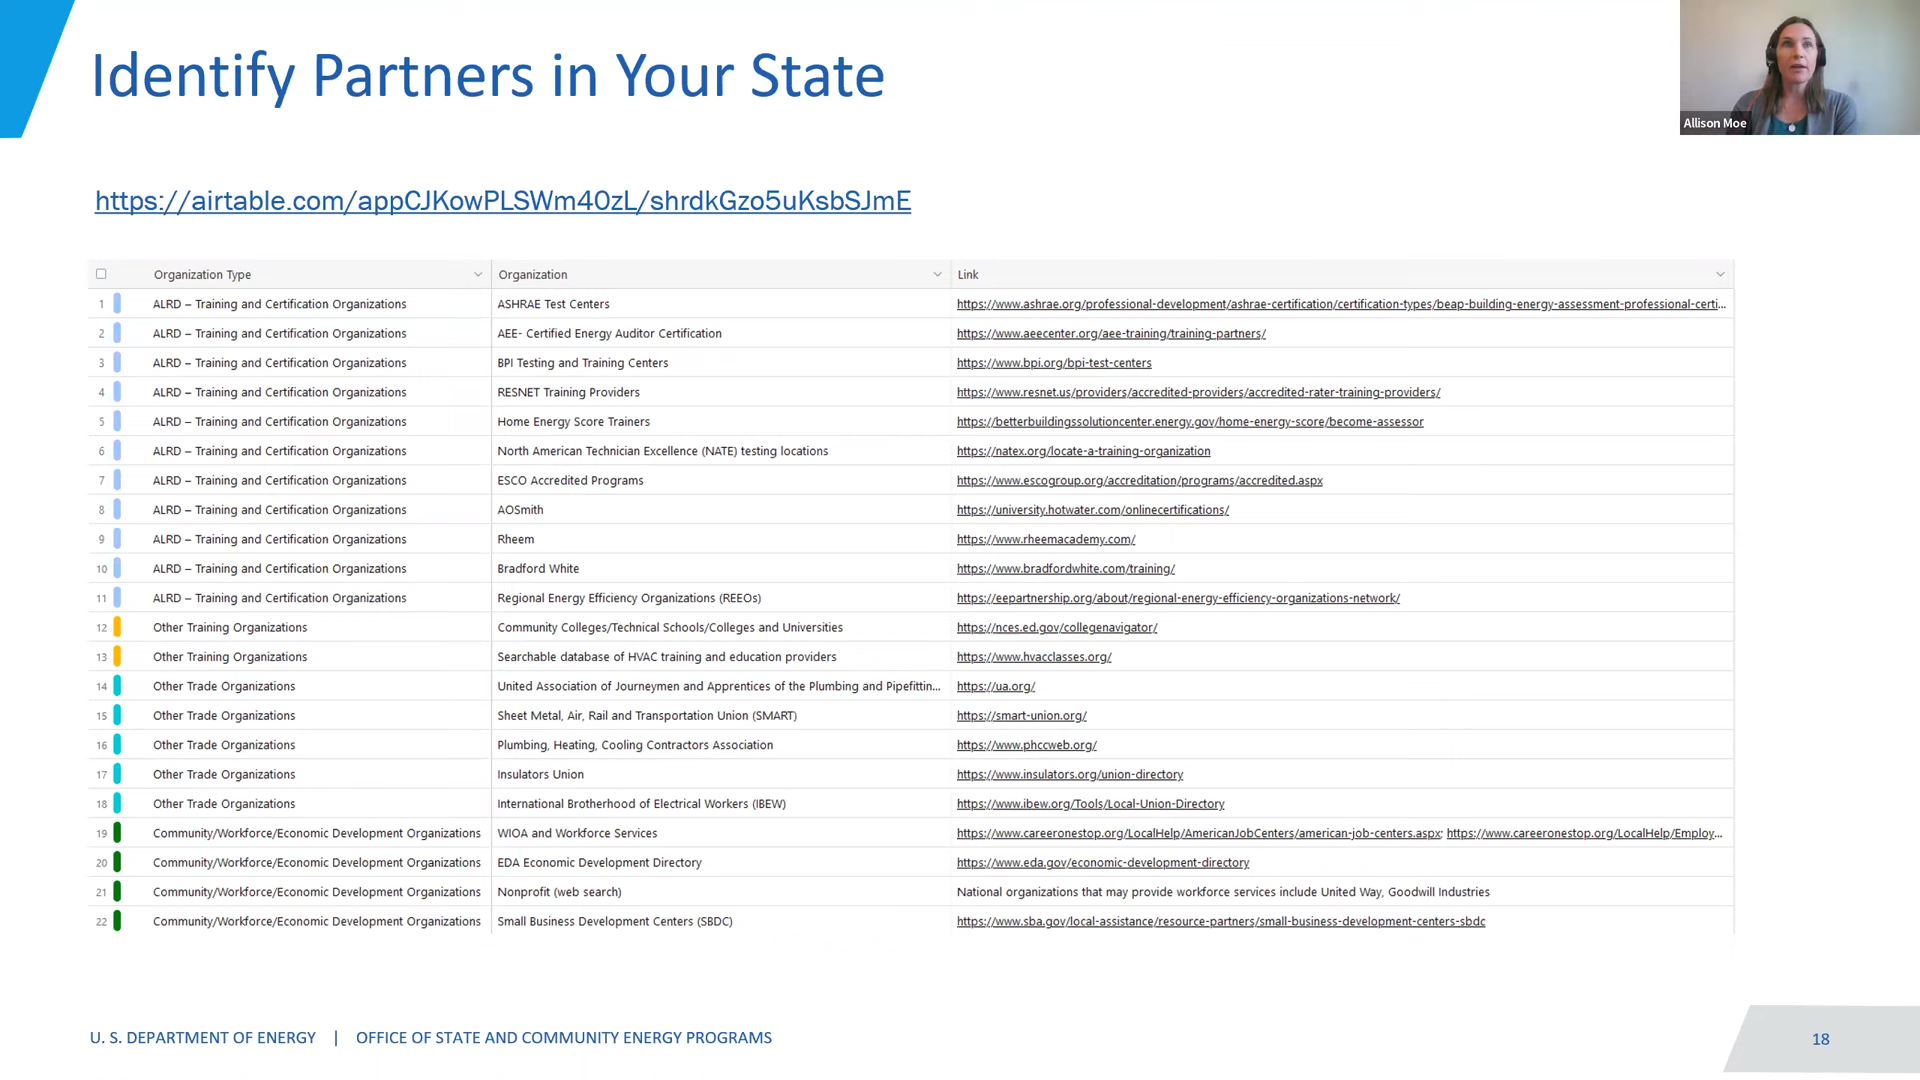 Identify Partners in Your State
Allison Moe
https://airtable.com/appCJKowPLSWm4OzL/shrdkGzo5uKsbSJmE
Organization Type Organization Link
1 ALRD – Training and Certification Organizations ASHRAE Test Centers https://www.ashrae.org/professional-development/ashrae-certification/certification-types/beap-building-energy-assessment-professional-certi...
2 ALRD – Training and Certification Organizations AEE- Certified Energy Auditor Certification https://www.aeecenter.org/aee-training/training-partners/
3 ALRD – Training and Certification Organizations BPI Testing and Training Centers https://www.bpi.org/bpi-test-centers
4 ALRD – Training and Certification Organizations RESNET Training Providers https://www.resnet.us/providers/accredited-providers/accredited-rater-training-providers/
5 ALRD – Training and Certification Organizations Home Energy Score Trainers https://betterbuildingssolutioncenter.energy.gov/home-energy-score/become-assessor
6 ALRD – Training and Certification Organizations North American Technician Excellence (NATE) testing locations https://natex.org/locate-a-training-organization
7 ALRD – Training and Certification Organizations ESCO Accredited Programs https://www.escogroup.org/accreditation/programs/accredited.aspx
8 ALRD – Training and Certification Organizations AOSmith https://university.hotwater.com/onlinecertifications/
9 ALRD – Training and Certification Organizations Rheem https://www.rheemacademy.com/
10 ALRD – Training and Certification Organizations Bradford White https://www.bradfordwhite.com/training/
11 ALRD – Training and Certification Organizations Regional Energy Efficiency Organizations (REEOs) https://eepartnership.org/about/regional-energy-efficiency-organizations-network/
12 Other Training Organizations Community Colleges/Technical Schools/Colleges and Universities https://nces.ed.gov/collegenavigator/
13 Other Training Organizations Searchable database of HVAC training and education providers https://www.hvacclasses.org/
14 Other Trade Organizations United Association of Journeymen and Apprentices of the Plumbing and Pipefittin... https://ua.org/
15 Other Trade Organizations Sheet Metal, Air, Rail and Transportation Union (SMART) https://smart-union.org/
16 Other Trade Organizations Plumbing, Heating, Cooling Contractors Association https://www.phccweb.org/
17 Other Trade Organizations Insulators Union https://www.insulators.org/union-directory
18 Other Trade Organizations International Brotherhood of Electrical Workers (IBEW) https://www.ibew.org/Tools/Local-Union-Directory
19 Community/Workforce/Economic Development Organizations WIOA and Workforce Services https://www.careeronestop.org/LocalHelp/AmericanJobCenters/american-job-centers.aspx; https://www.careeronestop.org/LocalHelp/Employ...
20 Community/Workforce/Economic Development Organizations EDA Economic Development Directory https://www.eda.gov/economic-development-directory
21 Community/Workforce/Economic Development Organizations Nonprofit (web search) National organizations that may provide workforce services include United Way, Goodwill Industries
22 Community/Workforce/Economic Development Organizations Small Business Development Centers (SBDC) https://www.sba.gov/local-assistance/resource-partners/small-business-development-centers-sbdc
U. S. DEPARTMENT OF ENERGY | OFFICE OF STATE AND COMMUNITY ENERGY PROGRAMS 18